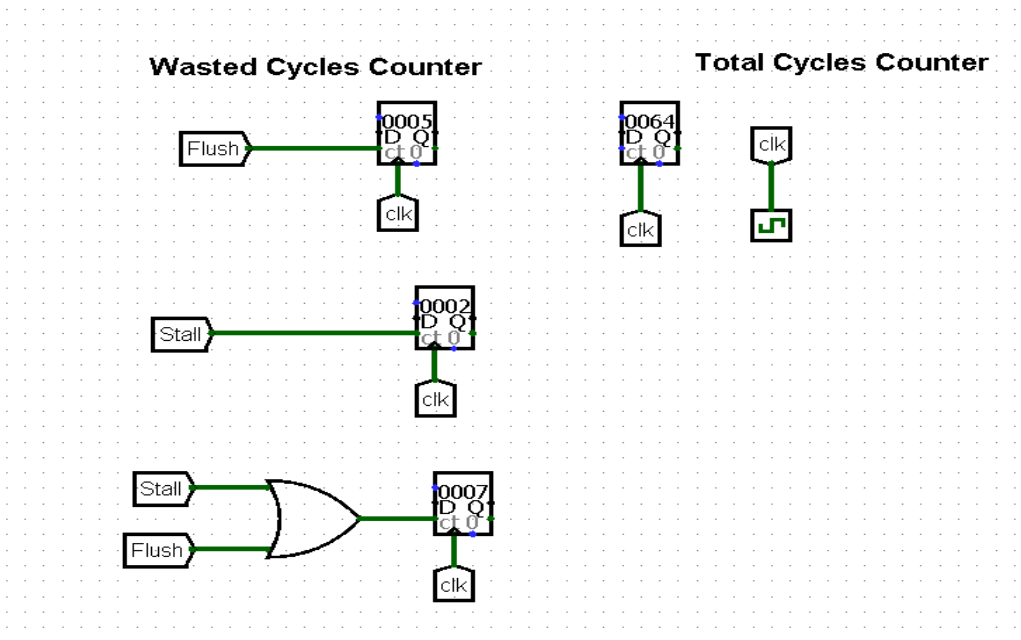 Wasted Cycles Counter
Total Cycles Counter
Flush
0005
D Q
ct 0
clk
0064
D Q
ct 0
clk
clk
Stall
0002
D Q
ct 0
clk
Stall
Flush
0007
D Q
ct 0
clk